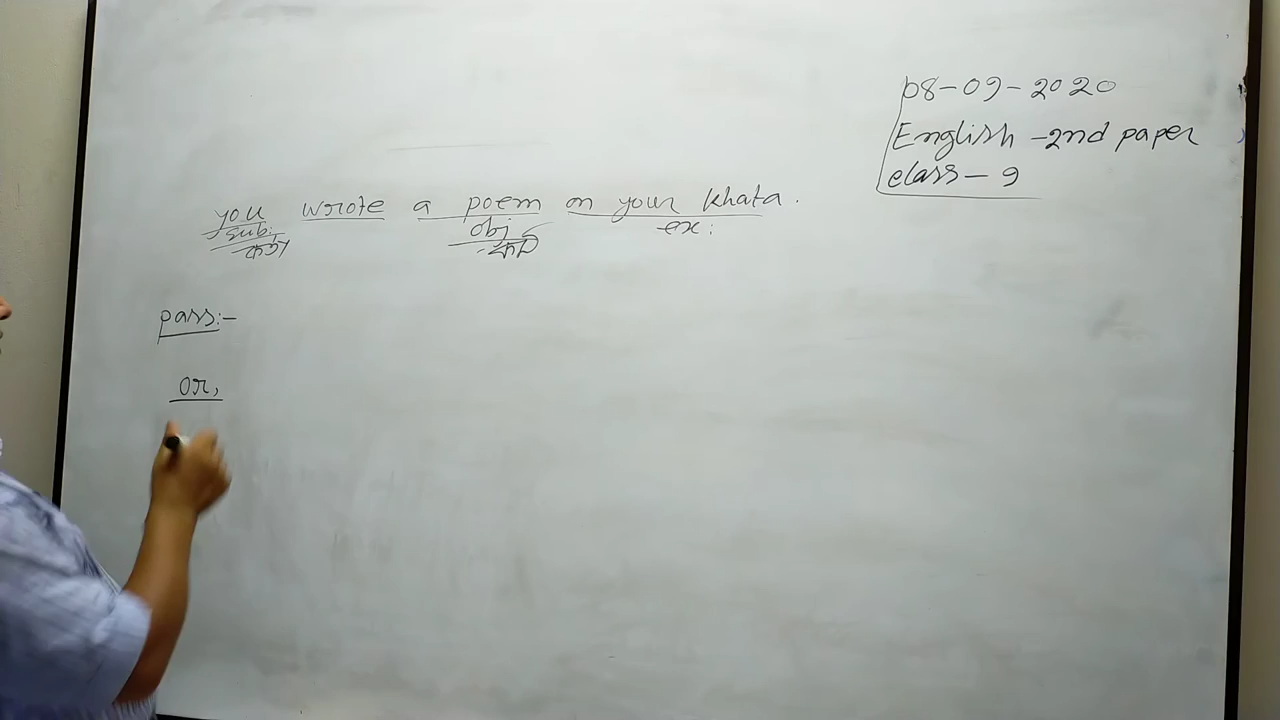 08-09-2020
English -2nd paper
class - 9
you wrote a poem on your khata.
sub: obj ex:
কর্তা কর্ম
pass:-
or,